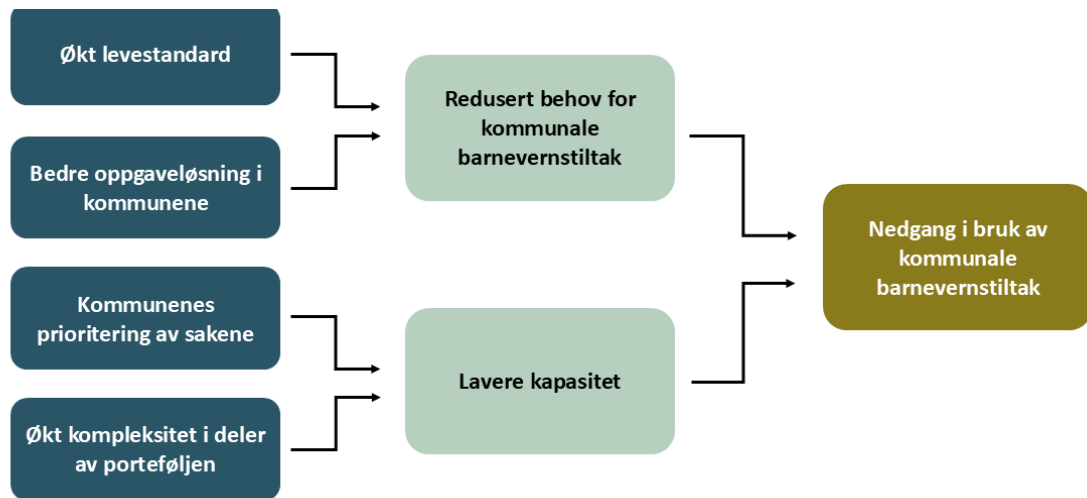 Økt levestandard
Bedre oppgaveløsning i
kommunene
Kommunenes
prioritering av sakene
Økt kompleksitet i deler
av porteføljen
Redusert behov for
kommunale
barnevernstiltak
Lavere kapasitet
Nedgang i bruk av
kommunale
barnevernstiltak